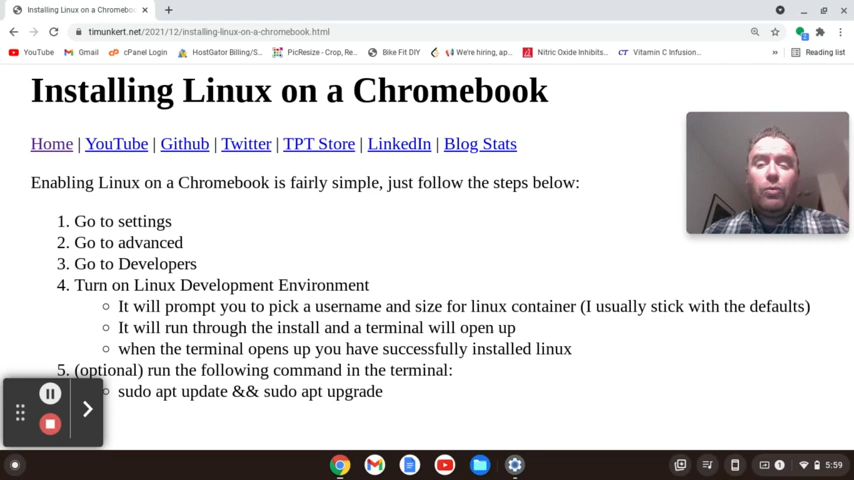 Installing Linux on a Chromeboo
timunkert.net/2021/12/installing-linux-on-a-chromebook.html
YouTube
Gmail
cPanel Login
HostGator Billing/S...
PicResize - Crop, Re...
Bike Fit DIY
We're hiring, ap...
Nitric Oxide Inhibits...
CT Vitamin C Infusion...
»
Reading list
Installing Linux on a Chromebook
Home | YouTube | Github | Twitter | TPT Store | LinkedIn | Blog Stats
Enabling Linux on a Chromebook is fairly simple, just follow the steps below:
1. Go to settings
2. Go to advanced
3. Go to Developers
4. Turn on Linux Development Environment
It will prompt you to pick a username and size for linux container (I usually stick with the defaults)
It will run through the install and a terminal will open up
when the terminal opens up you have successfully installed linux
5. (optional) run the following command in the terminal:
sudo apt update && sudo apt upgrade
1
5:59